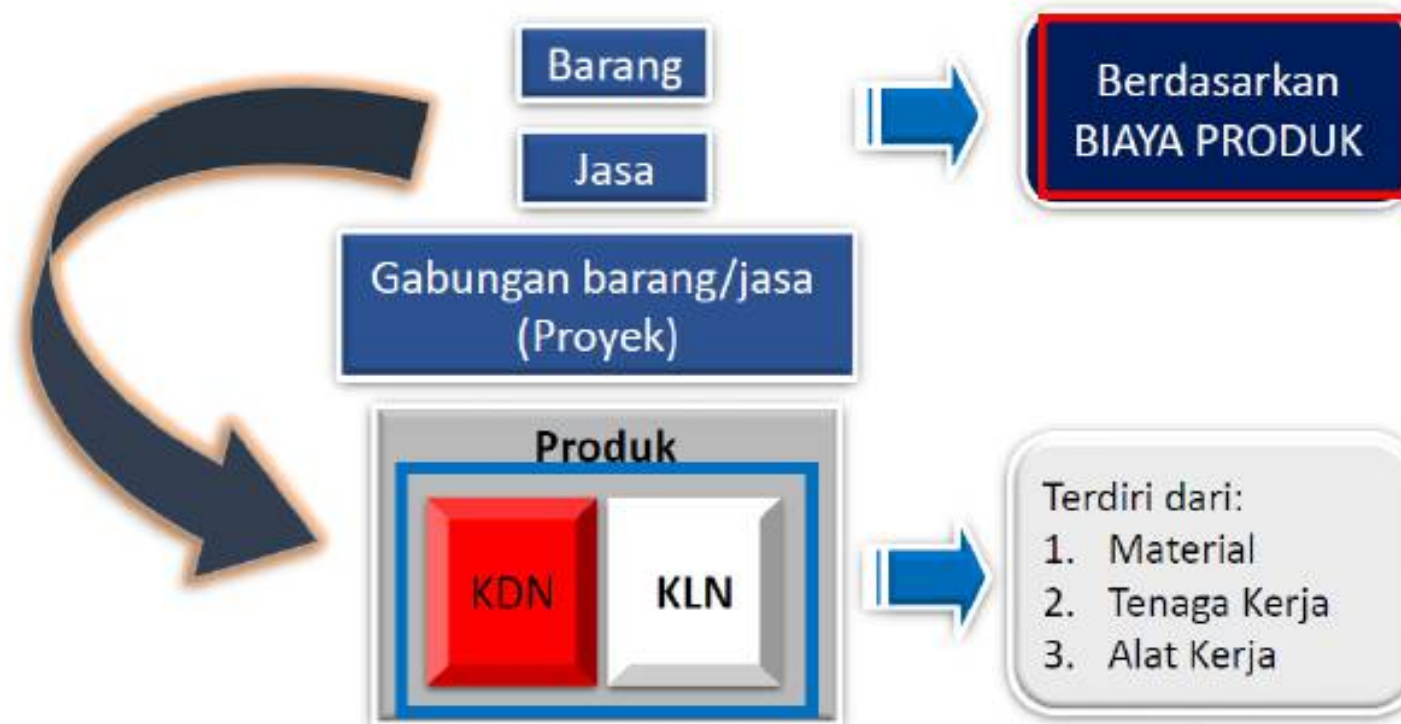 Barang
Jasa
Gabungan barang/jasa
(Proyek)
Berdasarkan
BIAYA PRODUK
Produk
KDN
KLN
Terdiri dari:
1. Material
2. Tenaga Kerja
3. Alat Kerja